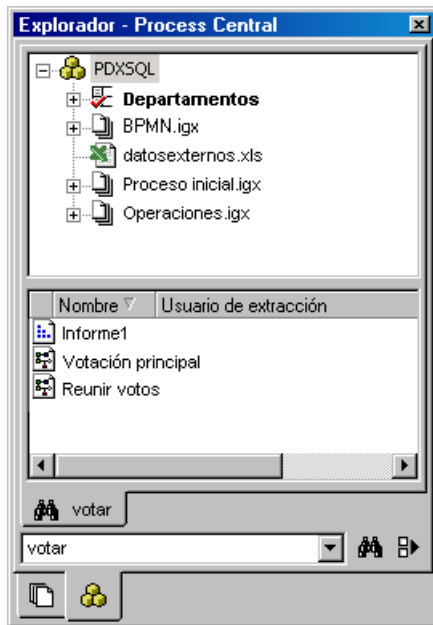 Explorador - Process Central
PDXSQL
Departamentos
BPMN.igx
datosexternos.xls
Proceso inicial.igx
Operaciones.igx
Nombre Usuario de extracción
Informe1
Votación principal
Reunir votos
votar
votar